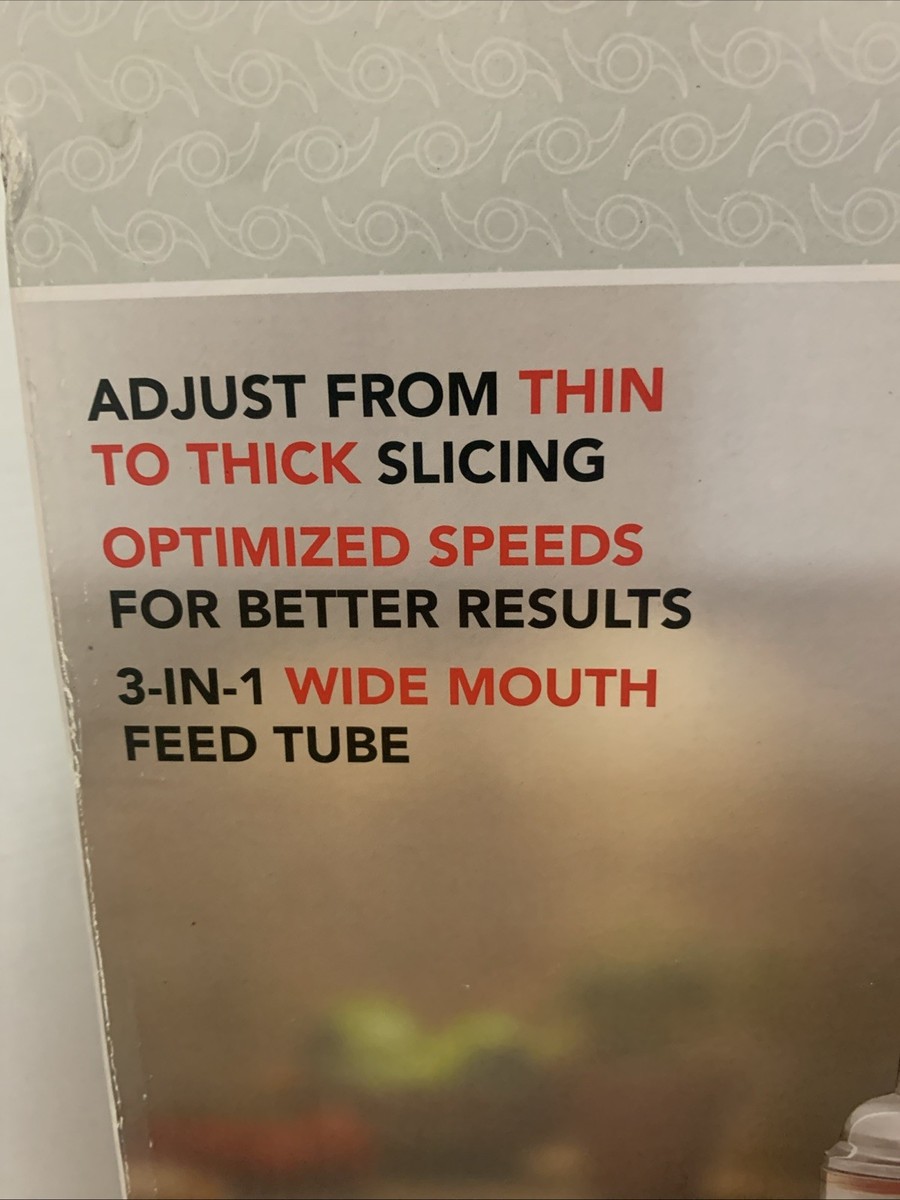 ADJUST FROM THIN
TO THICK SLICING
OPTIMIZED SPEEDS
FOR BETTER RESULTS
3-IN-1 WIDE MOUTH
FEED TUBE